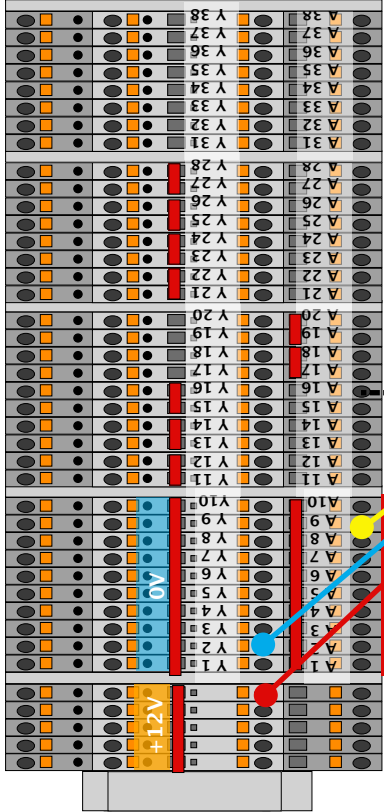 Y 38 A 38
Y 37 A 37
Y 36 A 36
Y 35 A 35
Y 34 A 34
Y 33 A 33
Y 32 A 32
Y 31 A 31
Y 28 A 28
Y 27 A 27
Y 26 A 26
Y 25 A 25
Y 24 A 24
Y 23 A 23
Y 22 A 22
Y 21 A 21
Y 20 A 20
Y 19 A 19
Y 18 A 18
Y 17 A 17
Y 16 A 16
Y 15 A 15
Y 14 A 14
Y 13 A 13
Y 12 A 12
Y 11 A 11
Y10 A10
Y 9 A 9
Y 8 A 8
Y 7 A 7
Y 6 A 6
Y 5 A 5
Y 4 A 4
Y 3 A 3
Y 2 A 2
Y 1 A 1
0V
+12V